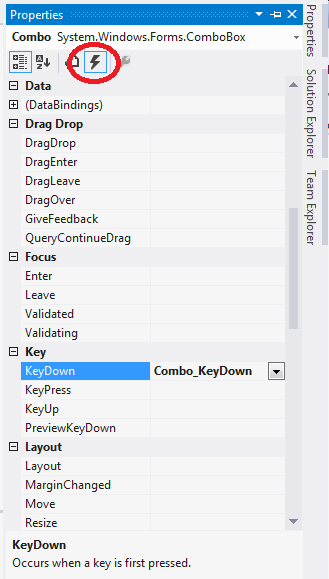 Properties
Combo System.Windows.Forms.ComboBox
Data
(DataBindings)
Drag Drop
DragDrop
DragEnter
DragLeave
DragOver
GiveFeedback
QueryContinueDrag
Focus
Enter
Leave
Validated
Validating
Key
KeyDown Combo_KeyDown
KeyPress
KeyUp
PreviewKeyDown
Layout
Layout
MarginChanged
Move
Resize
KeyDown
Occurs when a key is first pressed.
Properties
Solution Explorer
Team Explorer